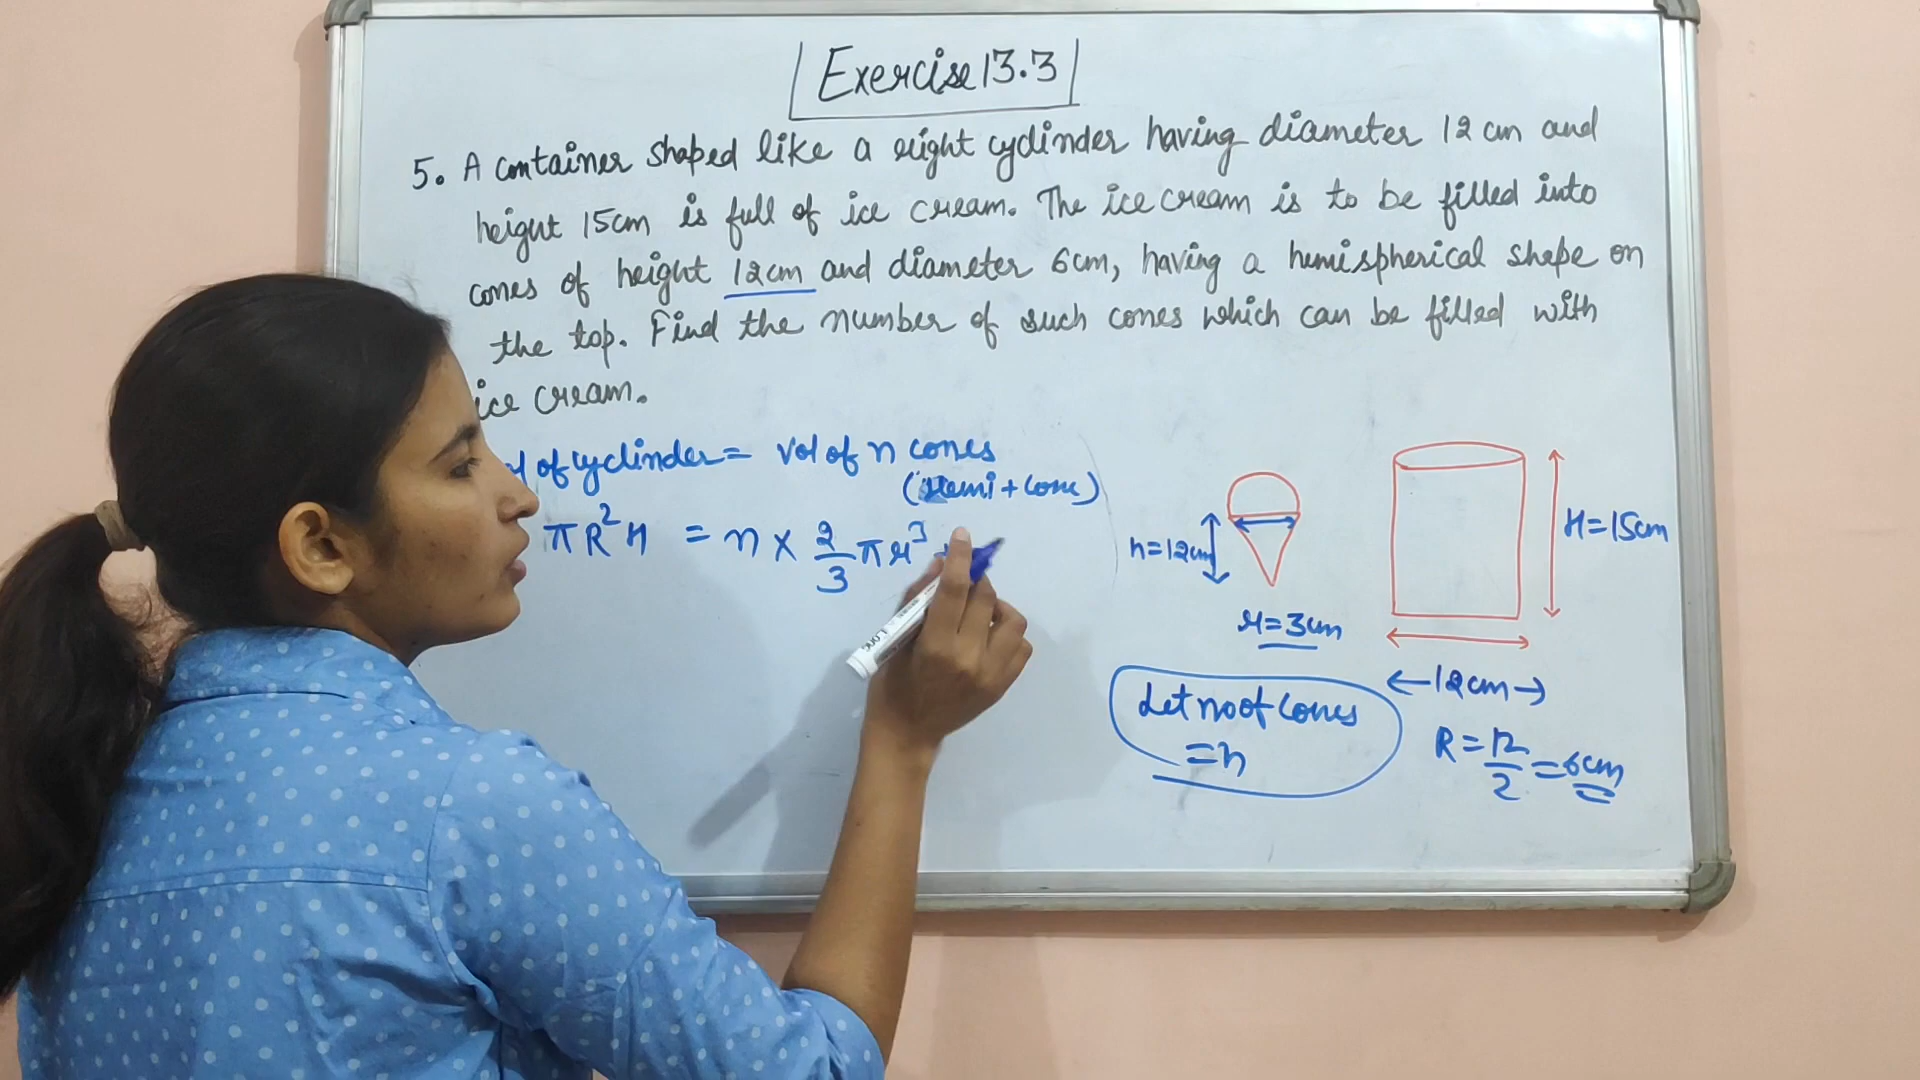 Exercise 13.3
5. A container shaped like a right cyclinder having diameter 12 cm and
height 15cm is full of ice cream. The ice cream is to be filled into
cones of height 12cm and diameter 6cm, having a hemispherical shape on
the top. Find the number of such cones which can be filled with
ice cream.
of cyclinder = Vol of n cones
(Hemi + Cone)
πR²H = n × 2/3 πr³
h=12cm
r=3cm
H=15cm
←12cm→
R = 12/2 = 6cm
Let no of Cones
=n